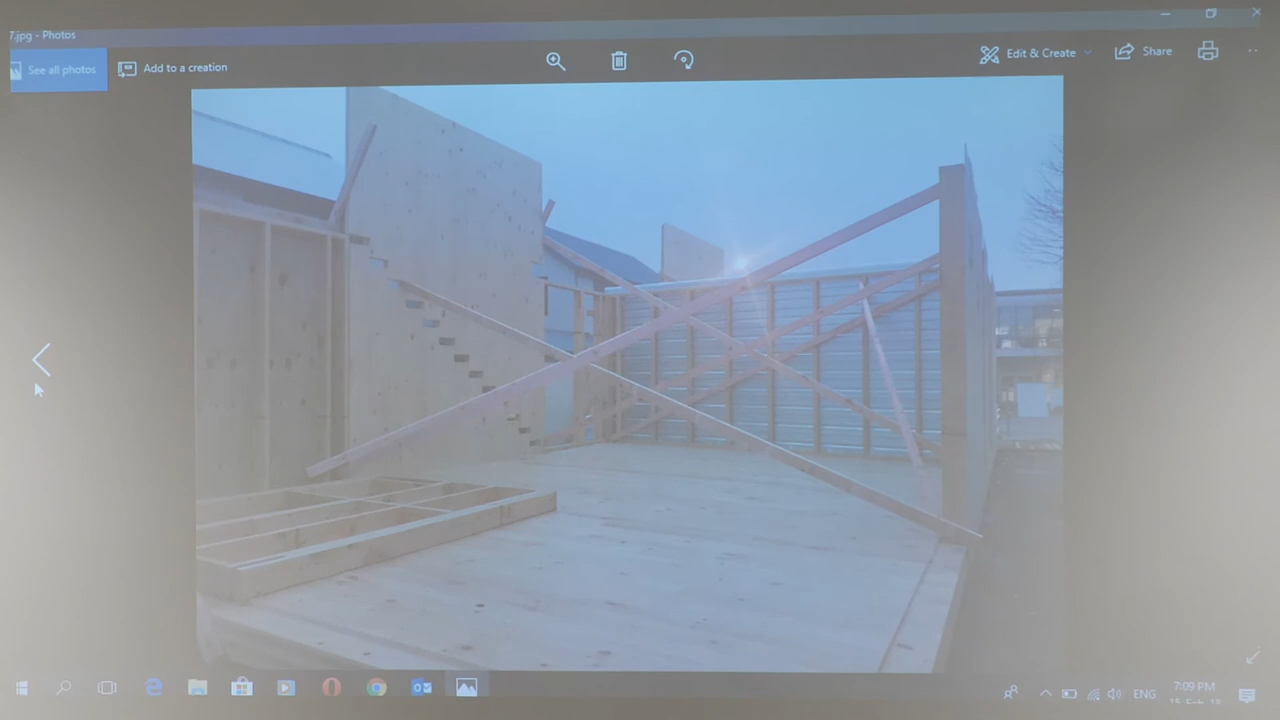 7.jpg - Photos
See all photos
Add to a creation
Edit & Create
Share
ENG
7:09 PM